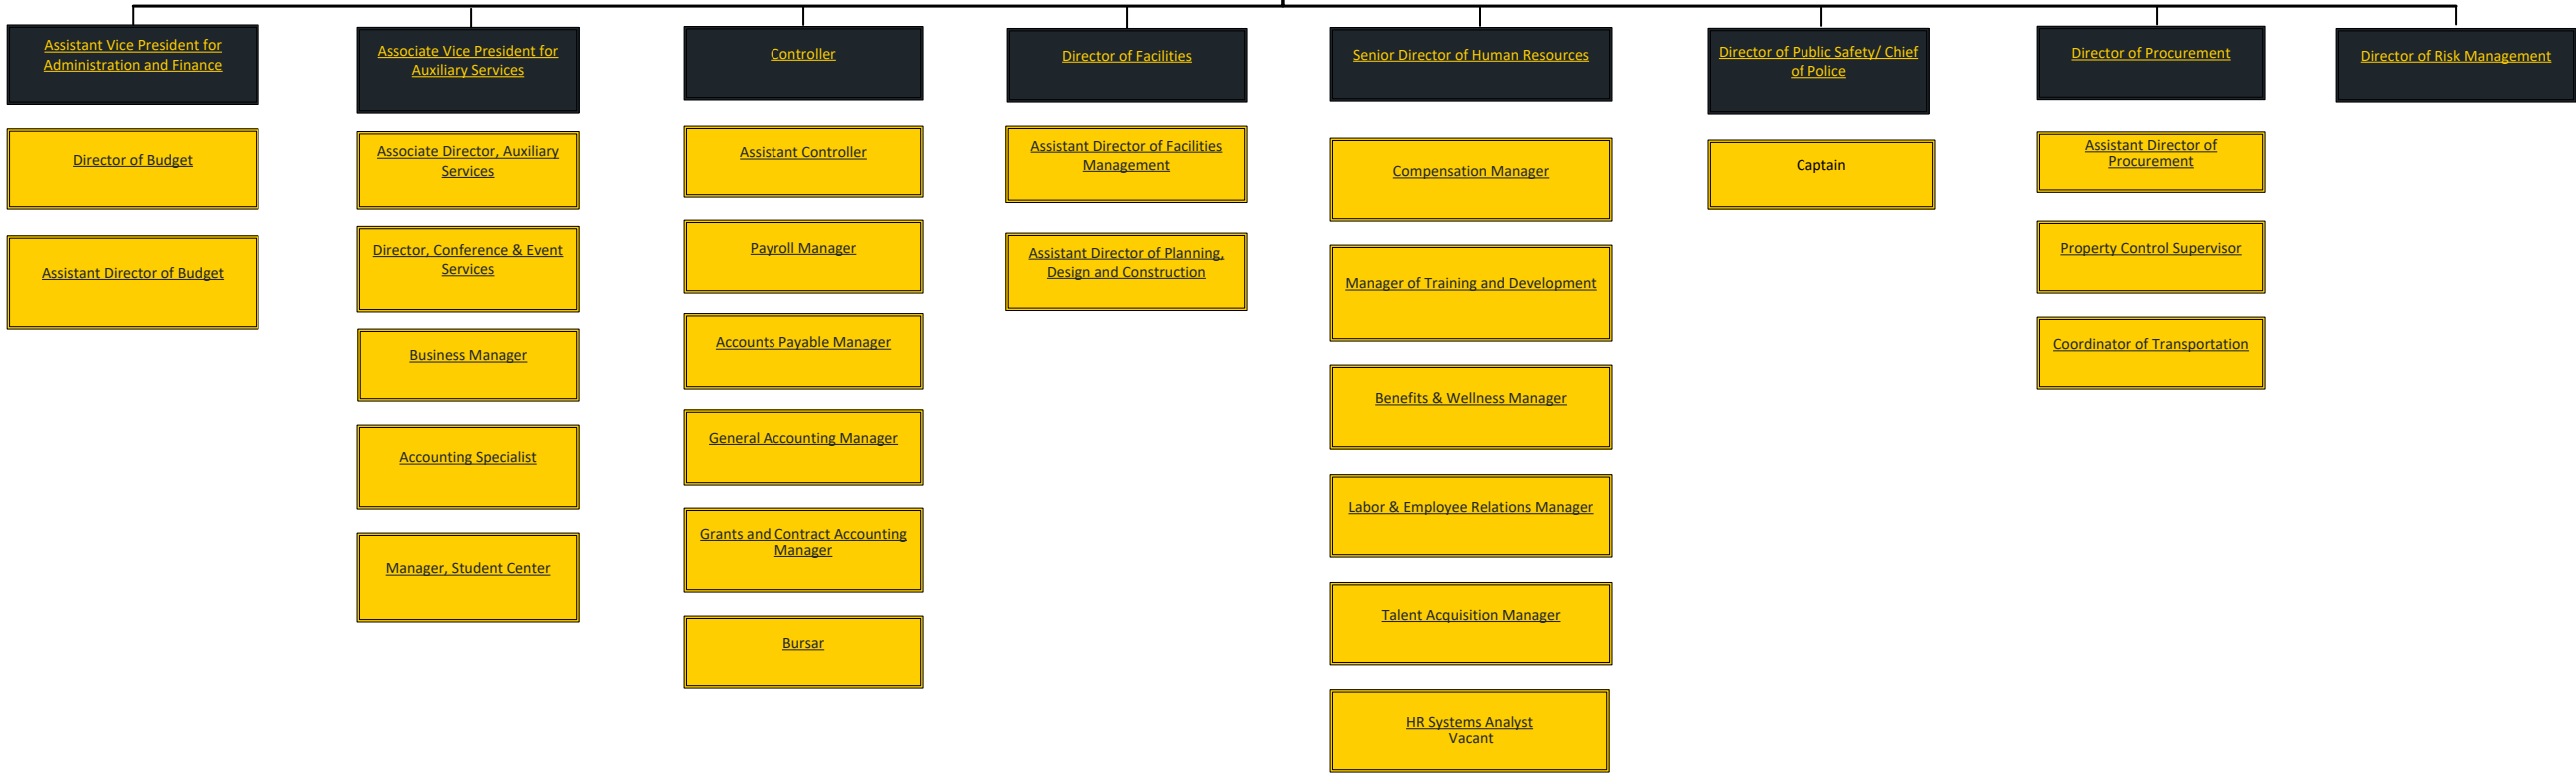 Assistant Vice President for
Administration and Finance
Director of Budget
Assistant Director of Budget
Associate Vice President for
Auxiliary Services
Associate Director, Auxiliary
Services
Director, Conference & Event
Services
Business Manager
Accounting Specialist
Manager, Student Center
Controller
Assistant Controller
Payroll Manager
Accounts Payable Manager
General Accounting Manager
Grants and Contract Accounting
Manager
Bursar
Director of Facilities
Assistant Director of Facilities
Management
Assistant Director of Planning,
Design and Construction
Senior Director of Human Resources
Compensation Manager
Manager of Training and Development
Benefits & Wellness Manager
Labor & Employee Relations Manager
Talent Acquisition Manager
HR Systems Analyst
Vacant
Director of Public Safety/ Chief
of Police
Captain
Director of Procurement
Assistant Director of
Procurement
Property Control Supervisor
Coordinator of Transportation
Director of Risk Management